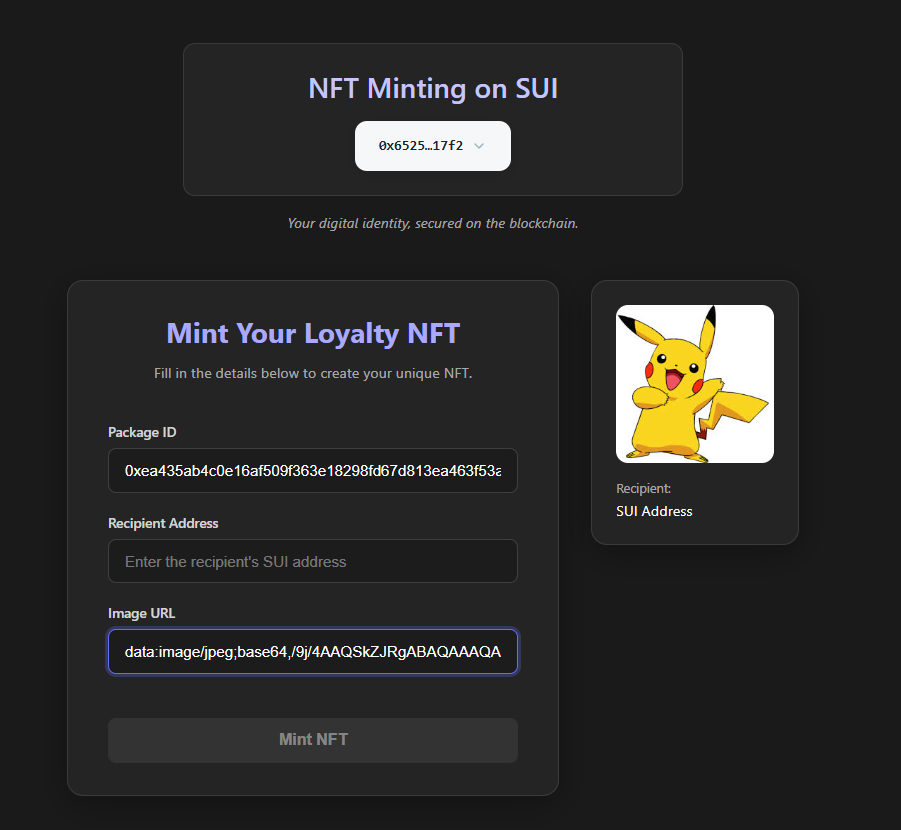 NFT Minting on SUI
0x6525…17f2
Your digital identity, secured on the blockchain.
Mint Your Loyalty NFT
Fill in the details below to create your unique NFT.
Package ID
0xea435ab4c0e16af509f363e18298fd67d813ea463f53a
Recipient Address
Enter the recipient's SUI address
Image URL
data:image/jpeg;base64,/9j/4AAQSkZJRgABAQAAAQA
Mint NFT
Recipient:
SUI Address